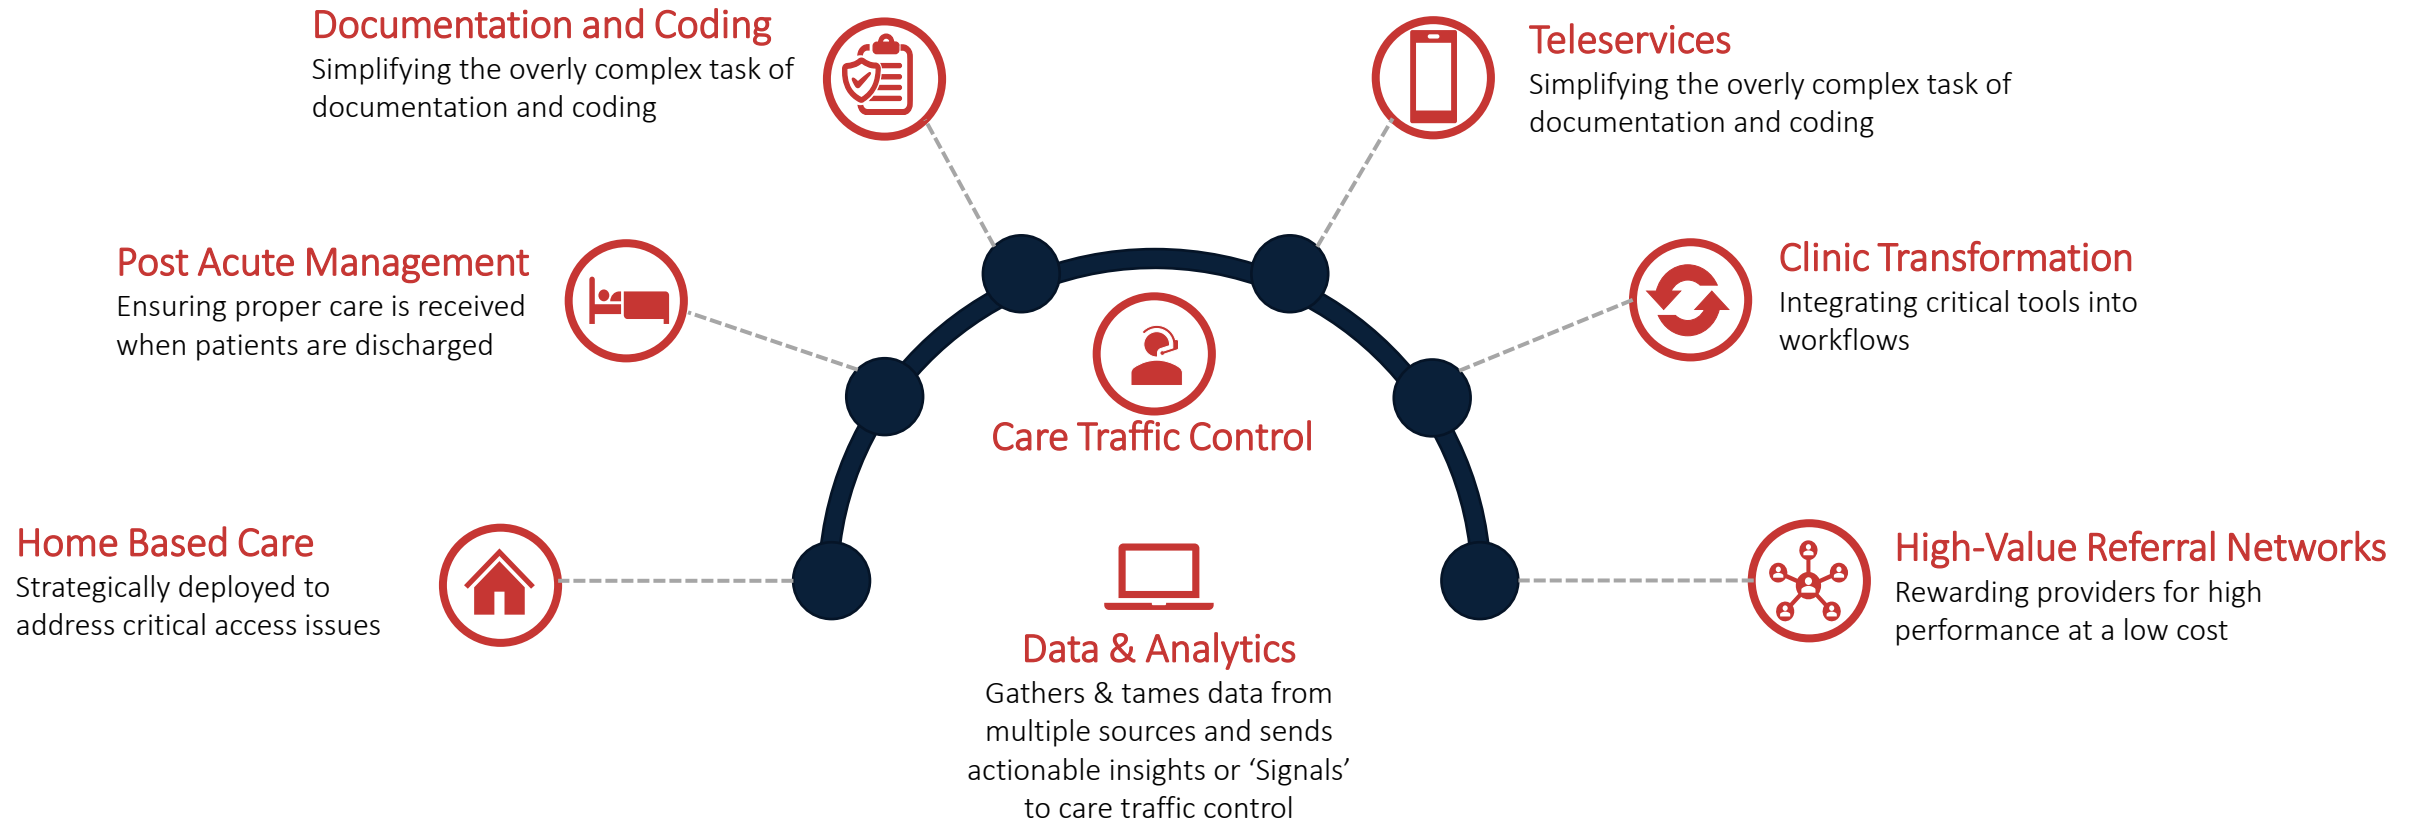 Documentation and Coding
Simplifying the overly complex task of
documentation and coding
Teleservices
Simplifying the overly complex task of
documentation and coding
Post Acute Management
Ensuring proper care is received
when patients are discharged
Clinic Transformation
Integrating critical tools into
workflows
Care Traffic Control
Home Based Care
Strategically deployed to
address critical access issues
High-Value Referral Networks
Rewarding providers for high
performance at a low cost
Data & Analytics
Gathers & tames data from
multiple sources and sends
actionable insights or ‘Signals’
to care traffic control